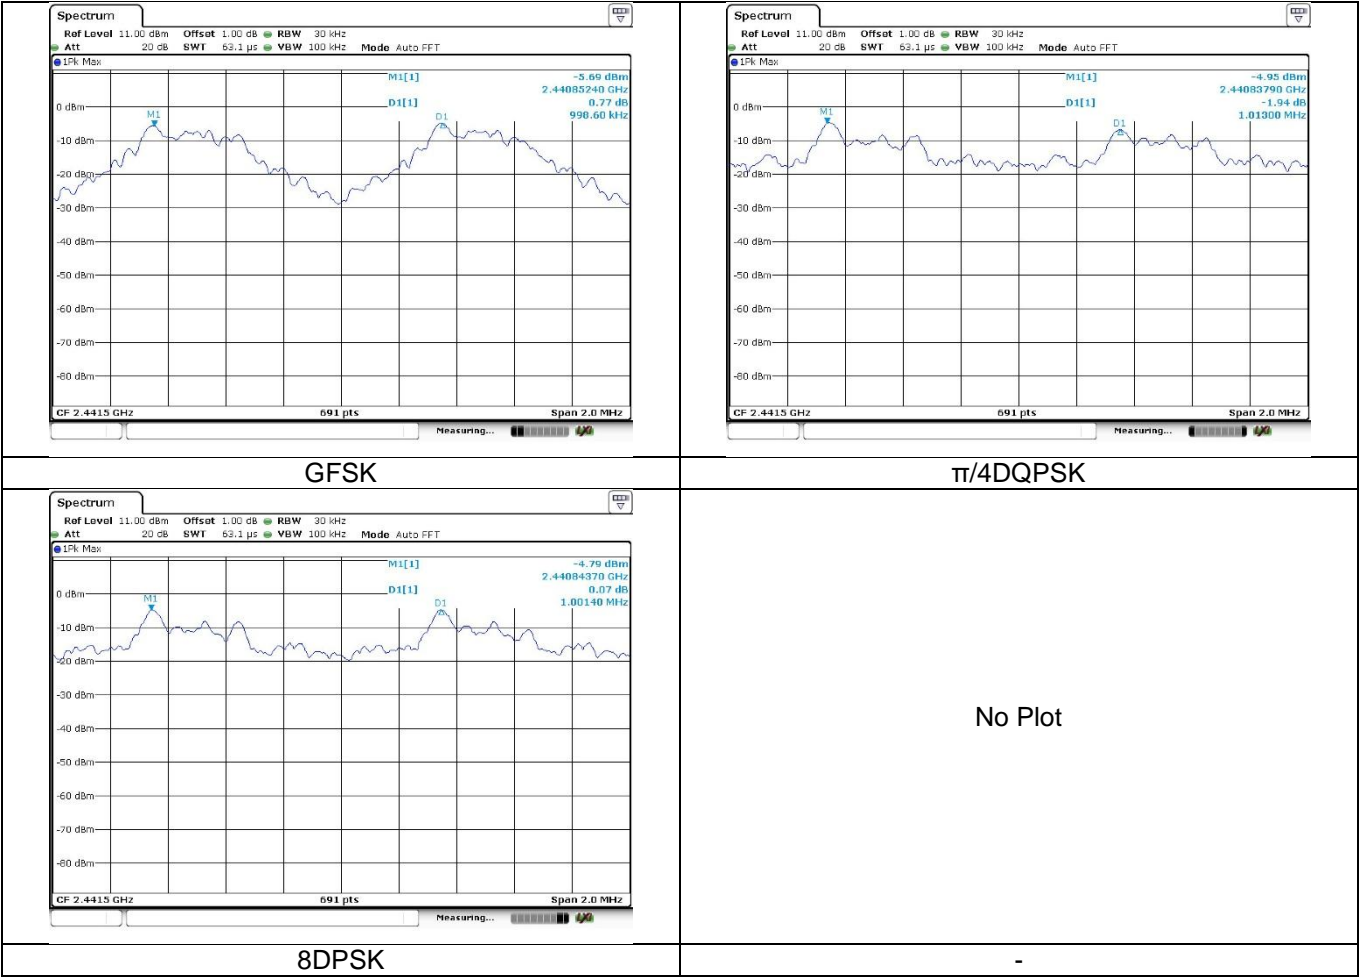 Spectrum
Ref Level 11.00 dBm Offset 1.00 dB RBW 30 kHz
Att 20 dB SWT 63.1 µs VBW 100 kHz Mode Auto FFT
1Pk Max
M1[1] -5.69 dBm
2.44085240 GHz
D1[1] 0.77 dB
998.60 kHz
M1
D1
0 dBm
-10 dBm
-20 dBm
-30 dBm
-40 dBm
-50 dBm
-60 dBm
-70 dBm
-80 dBm
CF 2.4415 GHz 691 pts Span 2.0 MHz
Measuring...
GFSK
Spectrum
Ref Level 11.00 dBm Offset 1.00 dB RBW 30 kHz
Att 20 dB SWT 63.1 µs VBW 100 kHz Mode Auto FFT
1Pk Max
M1[1] -4.95 dBm
2.44083790 GHz
D1[1] -1.94 dB
1.01300 MHz
M1
D1
0 dBm
-10 dBm
-20 dBm
-30 dBm
-40 dBm
-50 dBm
-60 dBm
-70 dBm
-80 dBm
CF 2.4415 GHz 691 pts Span 2.0 MHz
Measuring...
π/4DQPSK
Spectrum
Ref Level 11.00 dBm Offset 1.00 dB RBW 30 kHz
Att 20 dB SWT 63.1 µs VBW 100 kHz Mode Auto FFT
1Pk Max
M1[1] -4.79 dBm
2.44084370 GHz
D1[1] 0.07 dB
1.00140 MHz
M1
D1
0 dBm
-10 dBm
-20 dBm
-30 dBm
-40 dBm
-50 dBm
-60 dBm
-70 dBm
-80 dBm
CF 2.4415 GHz 691 pts Span 2.0 MHz
Measuring...
8DPSK
No Plot
-